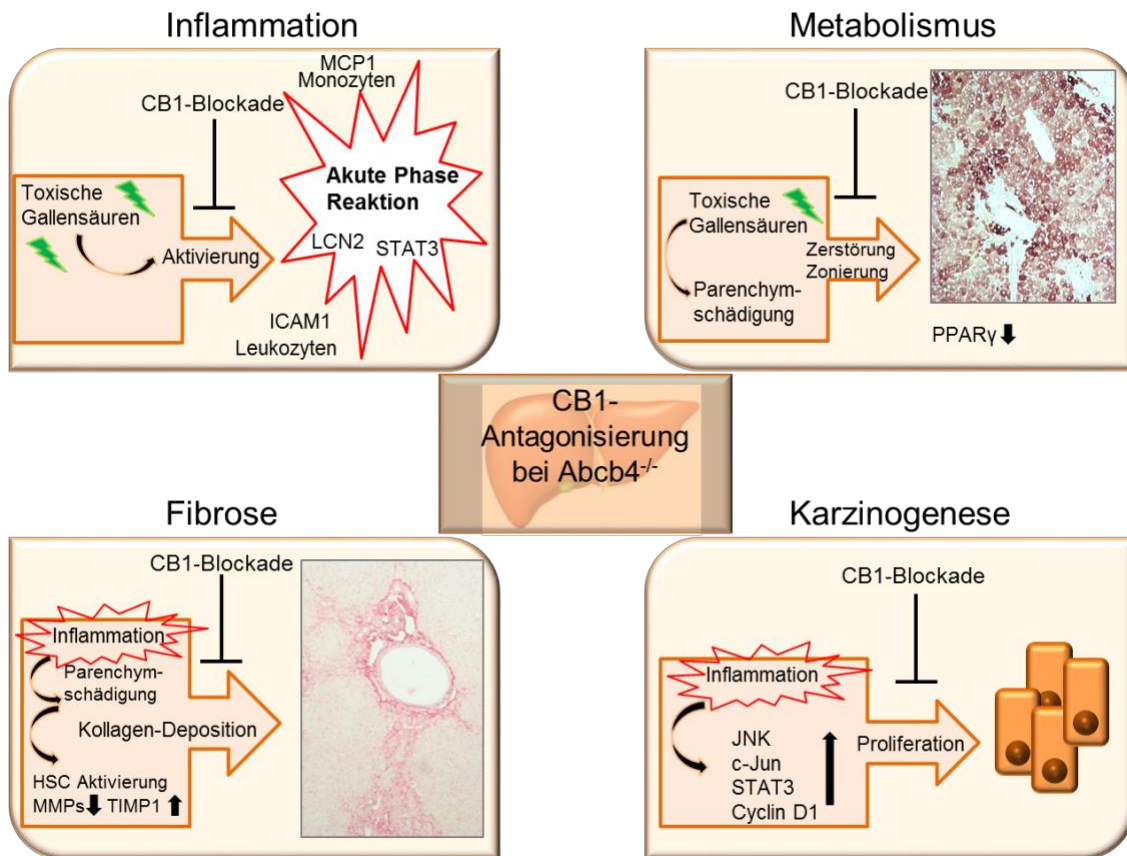 Inflammation
MCP1
Monozyten
CB1-Blockade
Akute Phase
Reaktion
Toxische
Gallensäuren
Aktivierung
LCN2
STAT3
ICAM1
Leukozyten
Metabolismus
CB1-Blockade
Toxische
Gallensäuren
Zerstörung
Zonierung
Parenchym-
schädigung
PPARγ
CB1-
Antagonisierung
bei Abcb4-/-
Fibrose
CB1-Blockade
Inflammation
Parenchym-
schädigung
Kollagen-Deposition
HSC Aktivierung
MMPs TIMP1
Karzinogenese
CB1-Blockade
Inflammation
JNK
c-Jun
STAT3
Cyclin D1
Proliferation